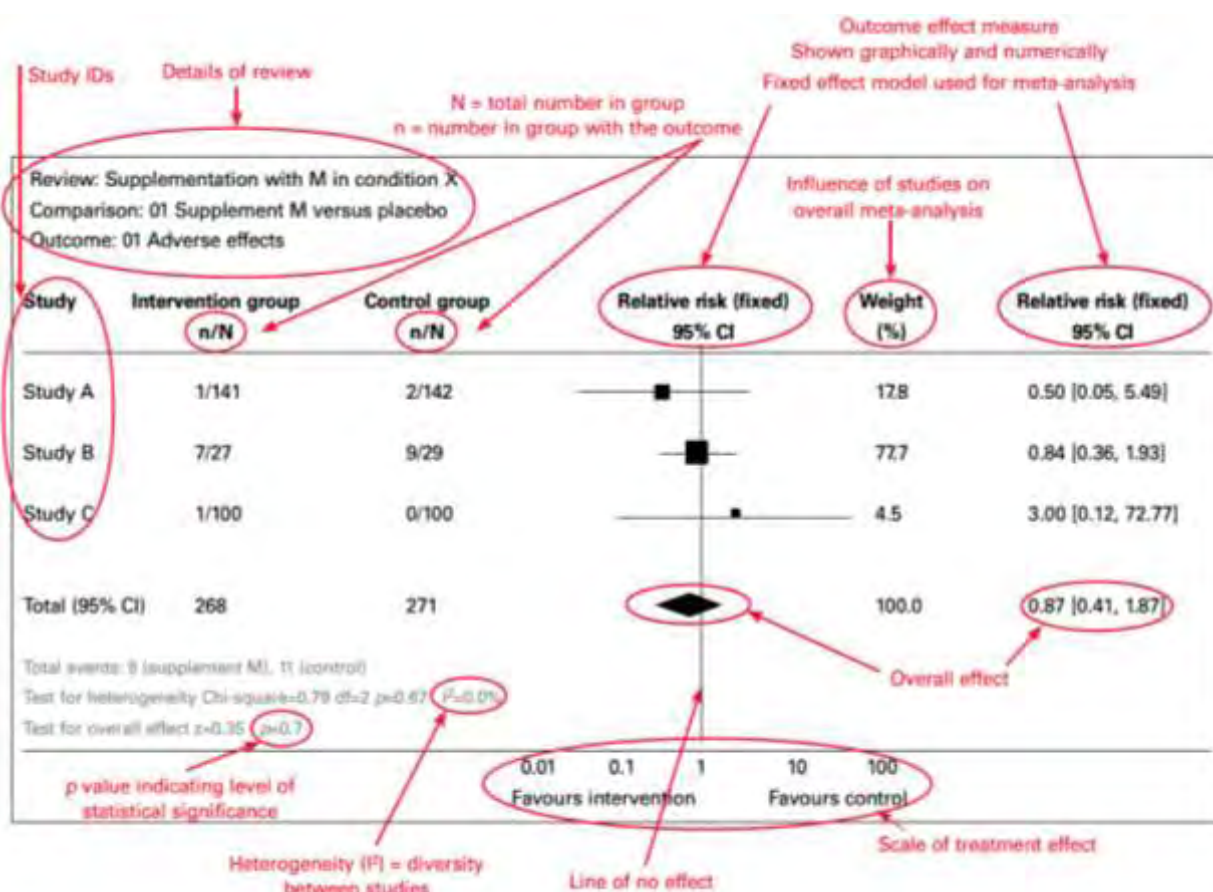 Outcome effect measure
Shown graphically and numerically
Fixed effect model used for meta-analysis
Study IDs
Details of review
N = total number in group
n = number in group with the outcome
Influence of studies on
overall meta-analysis
Review: Supplementation with M in condition X
Comparison: 01 Supplement M versus placebo
Outcome: 01 Adverse effects
Study Intervention group Control group Relative risk (fixed) Weight Relative risk (fixed)
n/N n/N 95% CI (%) 95% CI
Study A 1/141 2/142 17.8 0.50 [0.05, 5.49]
Study B 7/27 9/29 77.7 0.84 [0.36, 1.93]
Study C 1/100 0/100 4.5 3.00 [0.12, 72.77]
Total (95% CI) 268 271 100.0 0.87 [0.41, 1.87]
Overall effect
Total events: 9 (supplement M), 11 (control)
Test for heterogeneity Chi-square=0.79 df=2 p=0.67 I²=0.0%
Test for overall effect z=0.35 p=0.7
0.01 0.1 1 10 100
Favours intervention Favours control
p value indicating level of
statistical significance
Scale of treatment effect
Heterogeneity (I²) = diversity
between studies
Line of no effect